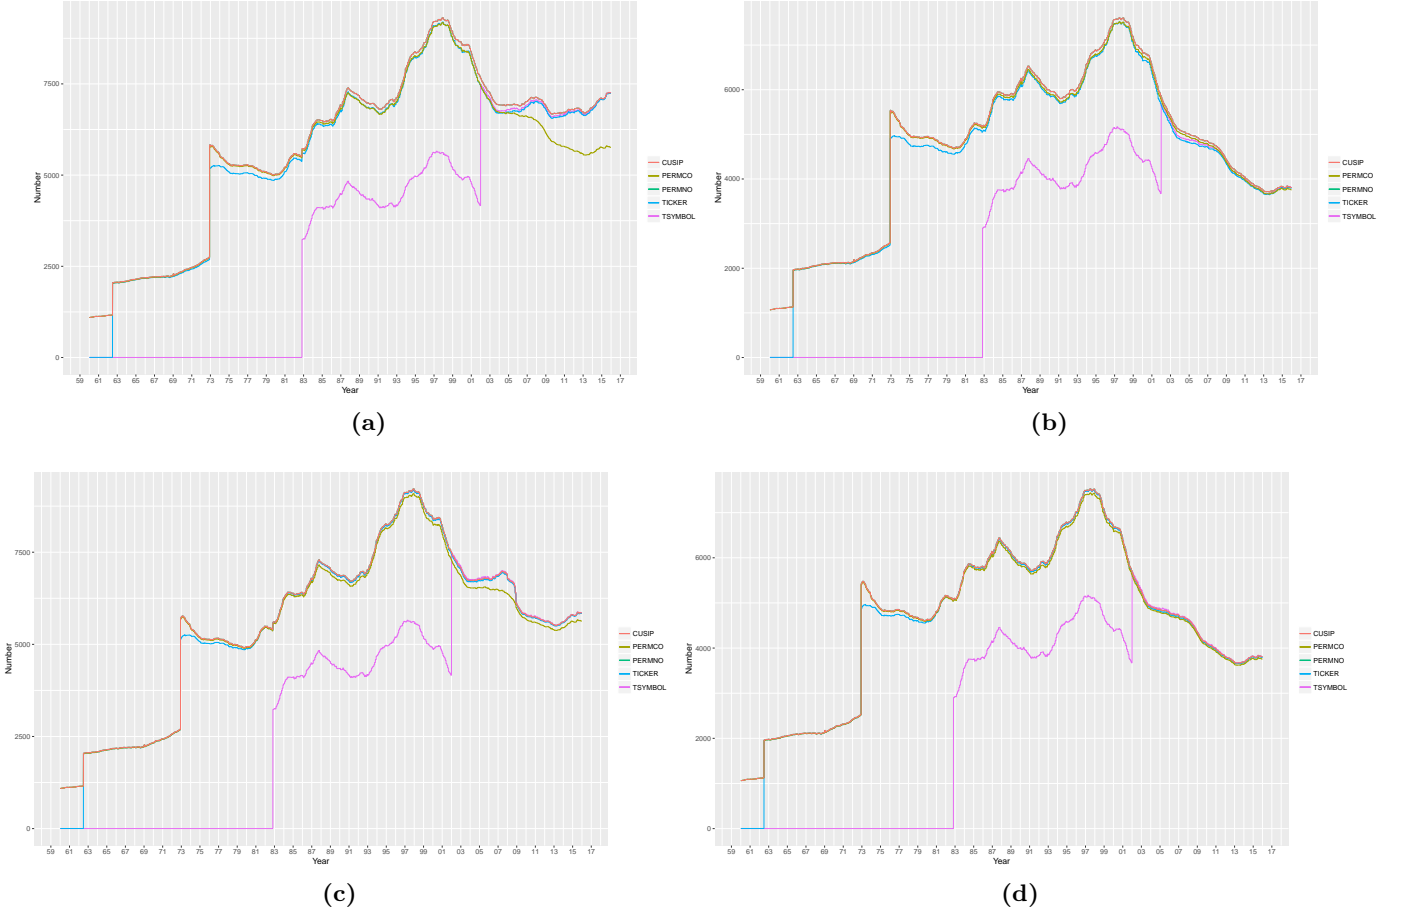 7500
5000
2500
0
Number
59 61 63 65 67 69 71 73 75 77 79 81 83 85 87 89 91 93 95 97 99 01 03 05 07 09 11 13 15 17
Year
CUSIP
PERMCO
PERMNO
TICKER
TSYMBOL
(a)
6000
4000
2000
0
Number
59 61 63 65 67 69 71 73 75 77 79 81 83 85 87 89 91 93 95 97 99 01 03 05 07 09 11 13 15 17
Year
CUSIP
PERMCO
PERMNO
TICKER
TSYMBOL
(b)
7500
5000
2500
0
Number
59 61 63 65 67 69 71 73 75 77 79 81 83 85 87 89 91 93 95 97 99 01 03 05 07 09 11 13 15 17
Year
CUSIP
PERMCO
PERMNO
TICKER
TSYMBOL
(c)
6000
4000
2000
0
Number
59 61 63 65 67 69 71 73 75 77 79 81 83 85 87 89 91 93 95 97 99 01 03 05 07 09 11 13 15 17
Year
CUSIP
PERMCO
PERMNO
TICKER
TSYMBOL
(d)